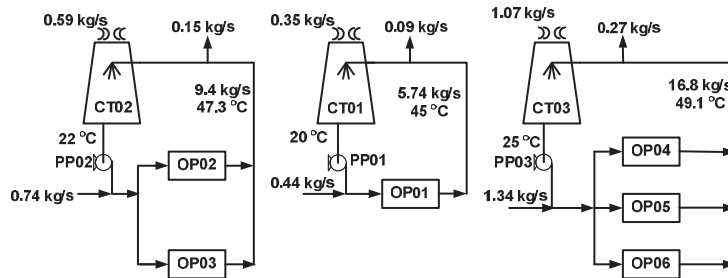 0.59 kg/s
0.15 kg/s
CT02
9.4 kg/s
47.3 °C
22 °C
PP02
OP02
0.74 kg/s
OP03
0.35 kg/s
0.09 kg/s
CT01
5.74 kg/s
45 °C
20 °C
PP01
0.44 kg/s
OP01
1.07 kg/s
0.27 kg/s
CT03
16.8 kg/s
49.1 °C
25 °C
PP03
OP04
1.34 kg/s
OP05
OP06